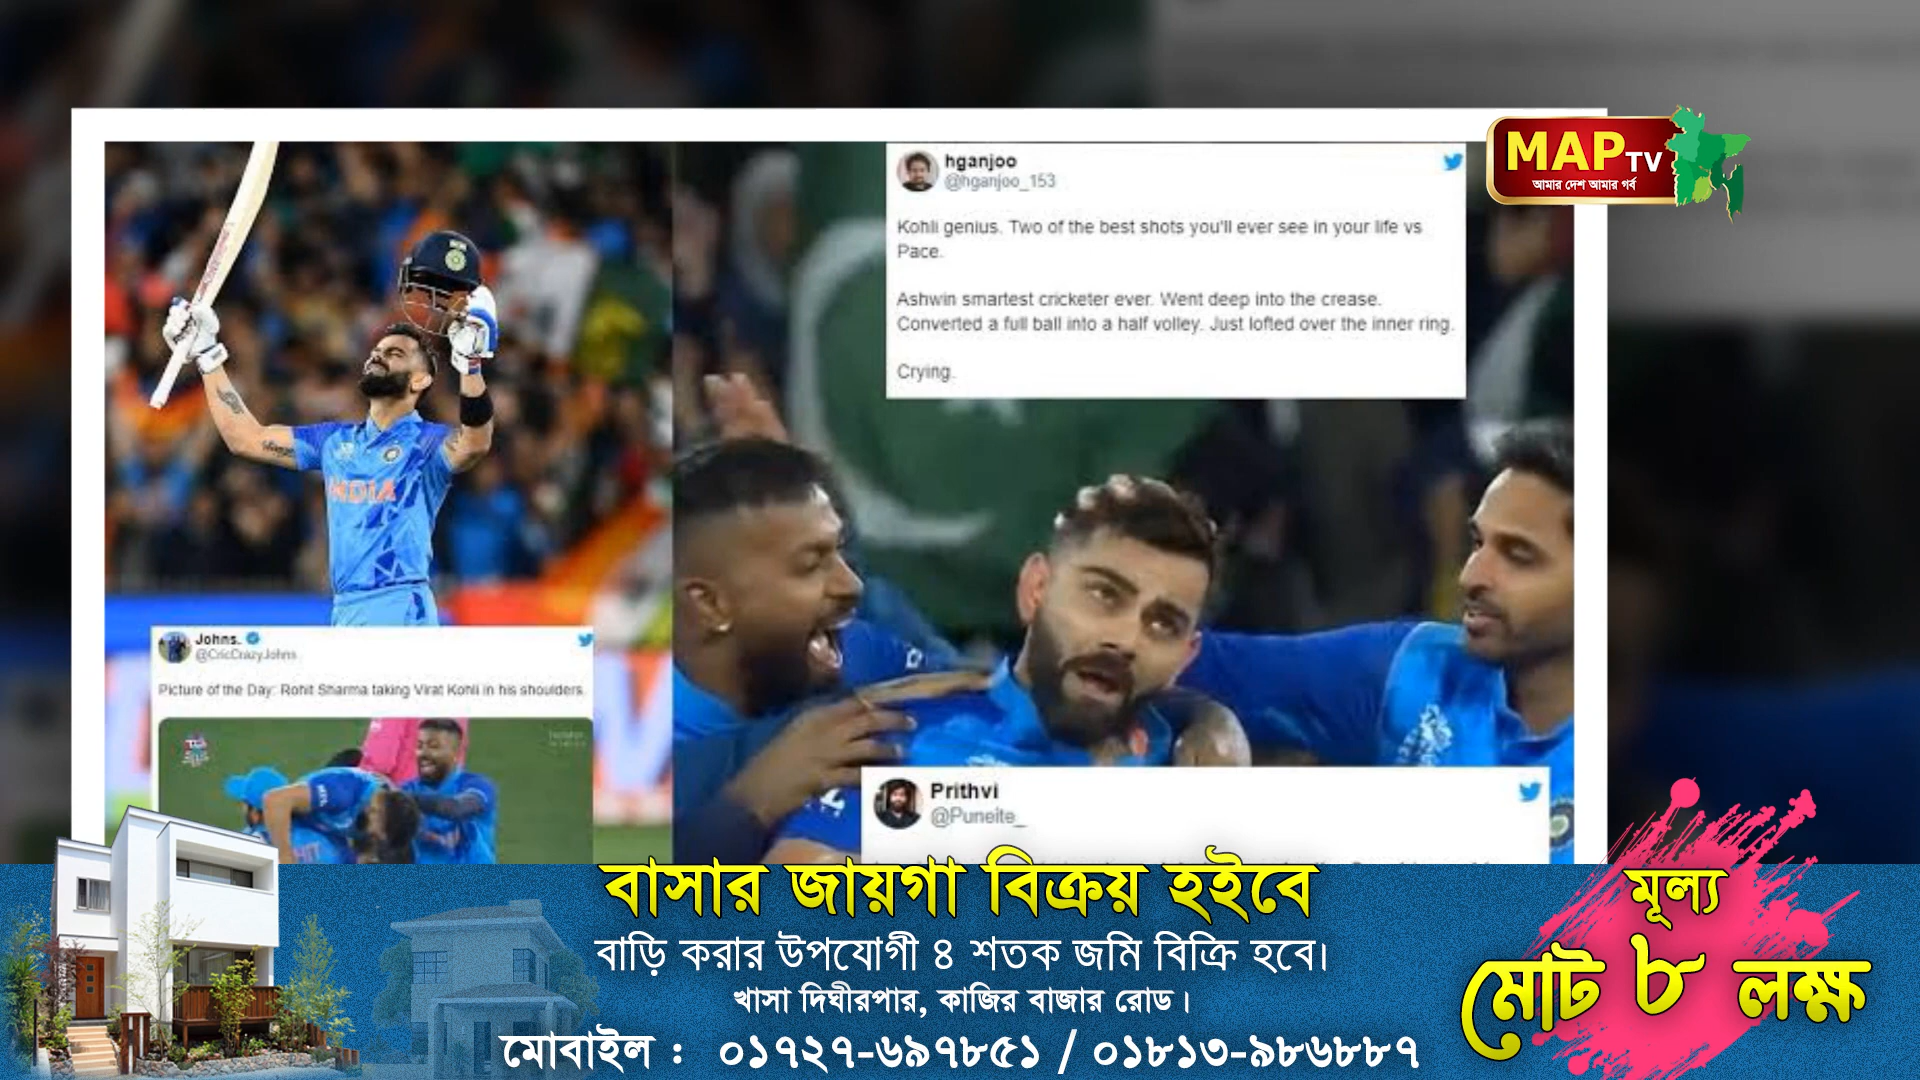 MAP TV
আমার দেশ আমার গর্ব
hganjoo
@hganjoo_153
Kohli genius. Two of the best shots you'll ever see in your life vs
Pace.
Ashwin smartest cricketer ever. Went deep into the crease.
Converted a full ball into a half volley. Just lofted over the inner ring.
Crying.
INDIA
Johns.
@CricCrazyJohns
Picture of the Day: Rohit Sharma taking Virat Kohli in his shoulders.
Prithvi
@Puneite_
বাসার জায়গা বিক্রয় হইবে
বাড়ি করার উপযোগী ৪ শতক জমি বিক্রি হবে।
খাসা দিঘীরপার, কাজির বাজার রোড।
মোবাইল : ০১৭২৭-৬৯৭৮৫১ / ০১৮১৩-৯৮৬৮৮৭
মূল্য
মোট ৮ লক্ষ